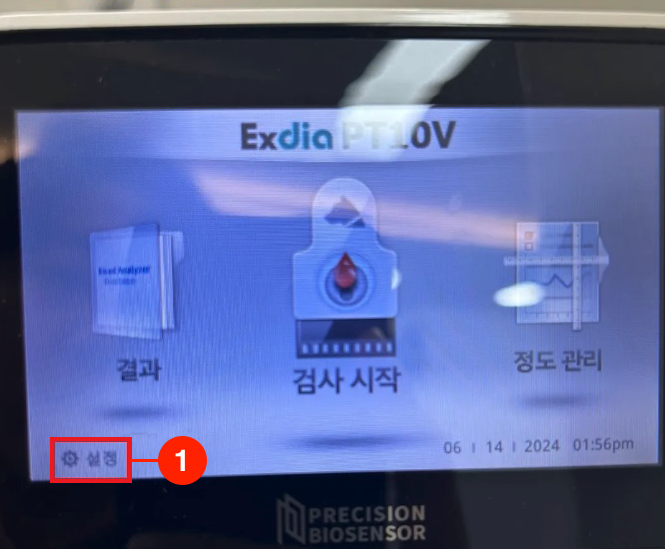 Exdia PT10V
결과
검사 시작
정도 관리
설정
1
06 | 14 | 2024 01:56pm
PRECISION
BIOSENSOR